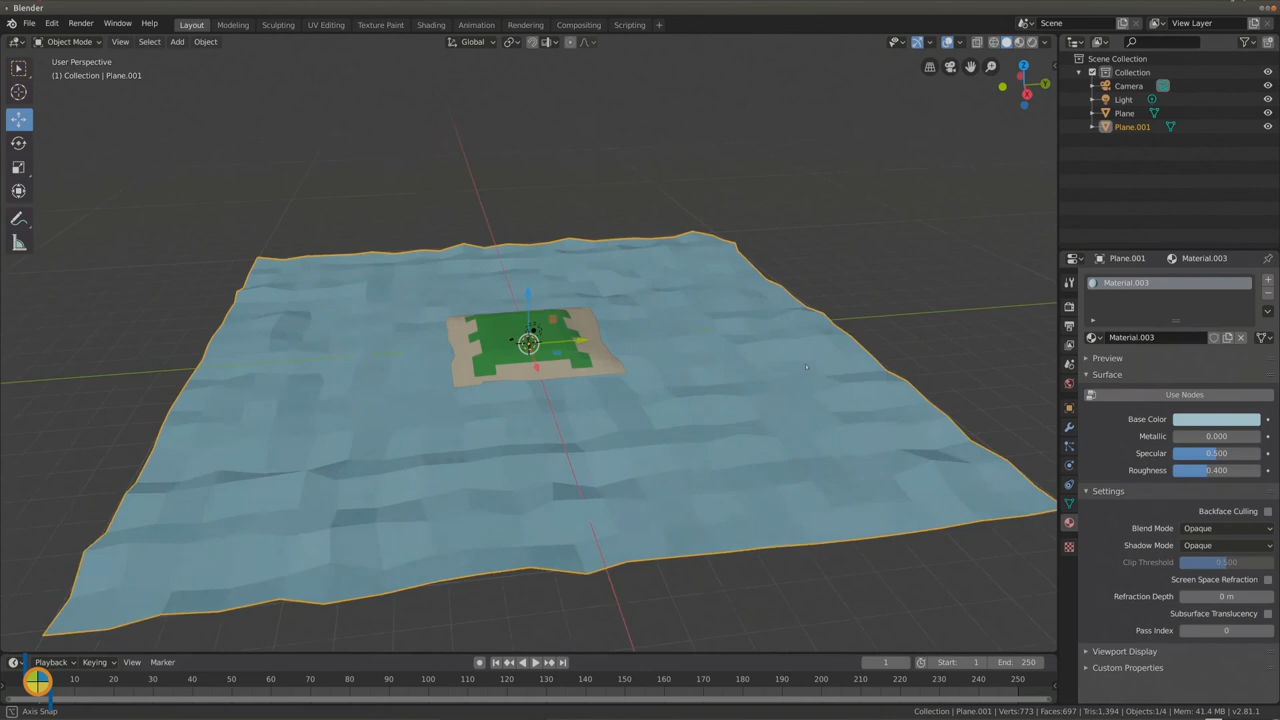 Blender
File Edit Render Window Help Layout Modeling Sculpting UV Editing Texture Paint Shading Animation Rendering Compositing Scripting + Scene View Layer
Object Mode View Select Add Object Global
User Perspective
(1) Collection | Plane.001
Z
Y
X
Scene Collection
Collection
Camera
Light
Plane
Plane.001
Plane.001 Material.003
Material.003
Material.003
Preview
Surface
Use Nodes
Base Color
Metallic 0.000
Specular 0.500
Roughness 0.400
Settings
Backface Culling
Blend Mode Opaque
Shadow Mode Opaque
Clip Threshold 0.500
Screen Space Refraction
Refraction Depth 0 m
Subsurface Translucency
Pass Index 0
Viewport Display
Custom Properties
Playback Keying View Marker 1 Start: 1 End: 250
10 20 30 40 50 60 70 80 90 100 110 120 130 140 150 160 170 180 190 200 210 220 230 240 250
Axis Snap Collection | Plane.001 | Verts:773 | Faces:697 | Tris:1,394 | Objects:1/4 | Mem: 41.4 MB | v2.81.1